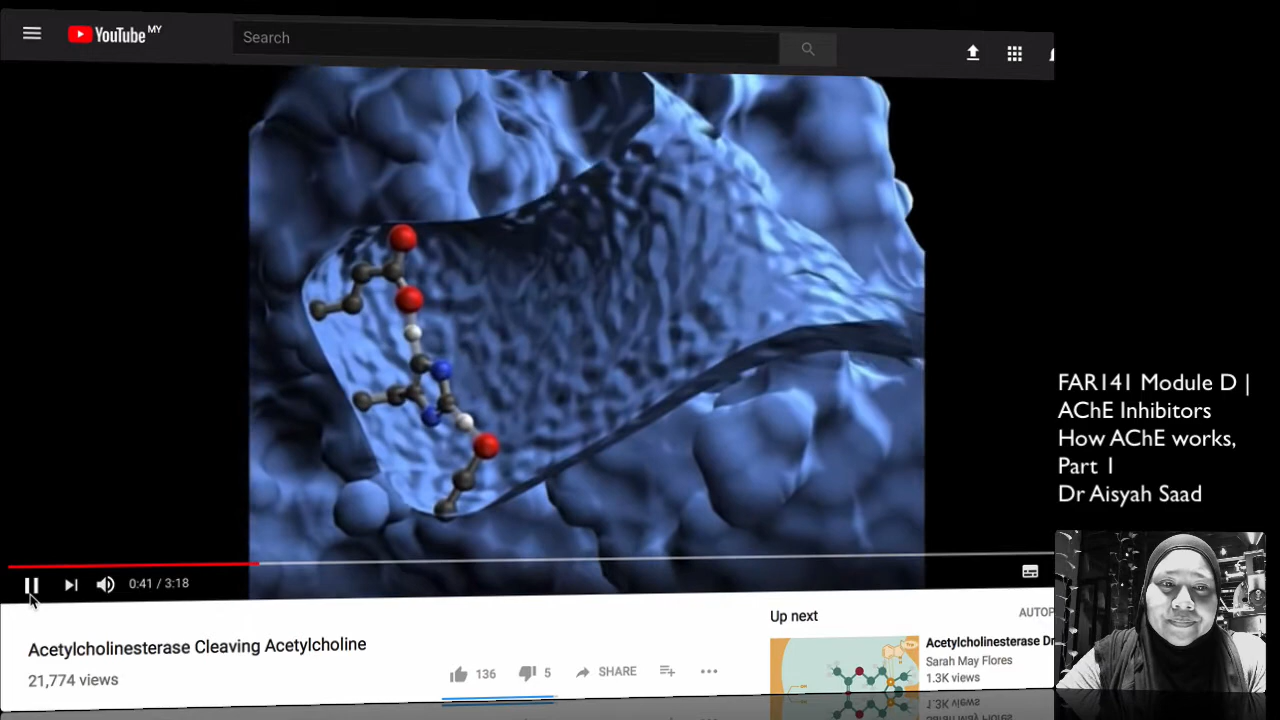 YouTube MY
Search
FAR141 Module D |
AChE Inhibitors
How AChE works,
Part 1
Dr Aisyah Saad
0:41 / 3:18
Up next
AUTOP
Acetylcholinesterase Cleaving Acetylcholine
21,774 views
136
5
SHARE
Acetylcholinesterase Dr
Sarah May Flores
1.3K views